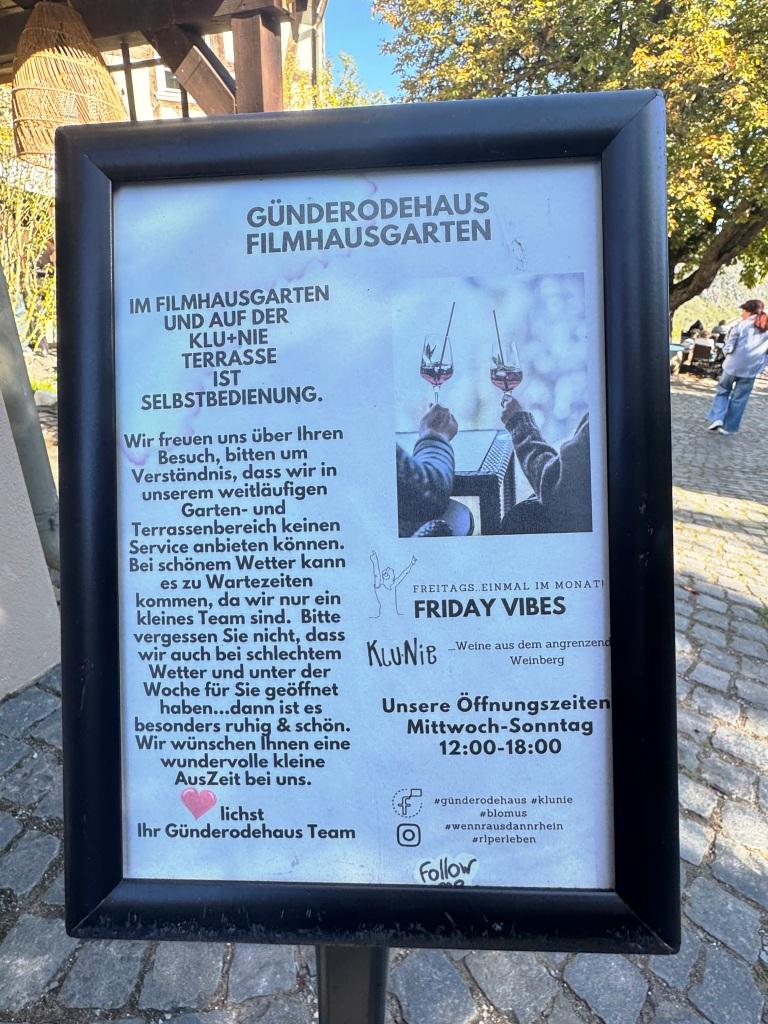 GÜNDERODEHAUS
FILMHAUSGARTEN
IM FILMHAUSGARTEN
UND AUF DER
KLU+NIE
TERRASSE
IST
SELBSTBEDIENUNG.
Wir freuen uns über Ihren
Besuch, bitten um
Verständnis, dass wir in
unserem weitläufigen
Garten- und
Terrassenbereich keinen
Service anbieten können.
Bei schönem Wetter kann
es zu Wartezeiten
kommen, da wir nur ein
kleines Team sind. Bitte
vergessen Sie nicht, dass
wir auch bei schlechtem
Wetter und unter der
Woche für Sie geöffnet
haben...dann ist es
besonders ruhig & schön.
Wir wünschen Ihnen eine
wundervolle kleine
AusZeit bei uns.
lichst
Ihr Günderodehaus Team
FREITAGS..EINMAL IM MONAT!
FRIDAY VIBES
KLUNIE ...Weine aus dem angrenzend
Weinberg
Unsere Öffnungszeiten
Mittwoch-Sonntag
12:00-18:00
#günderodehaus #klunie
#blomus
#wennrausdannrhein
#rlperleben
Follow
me